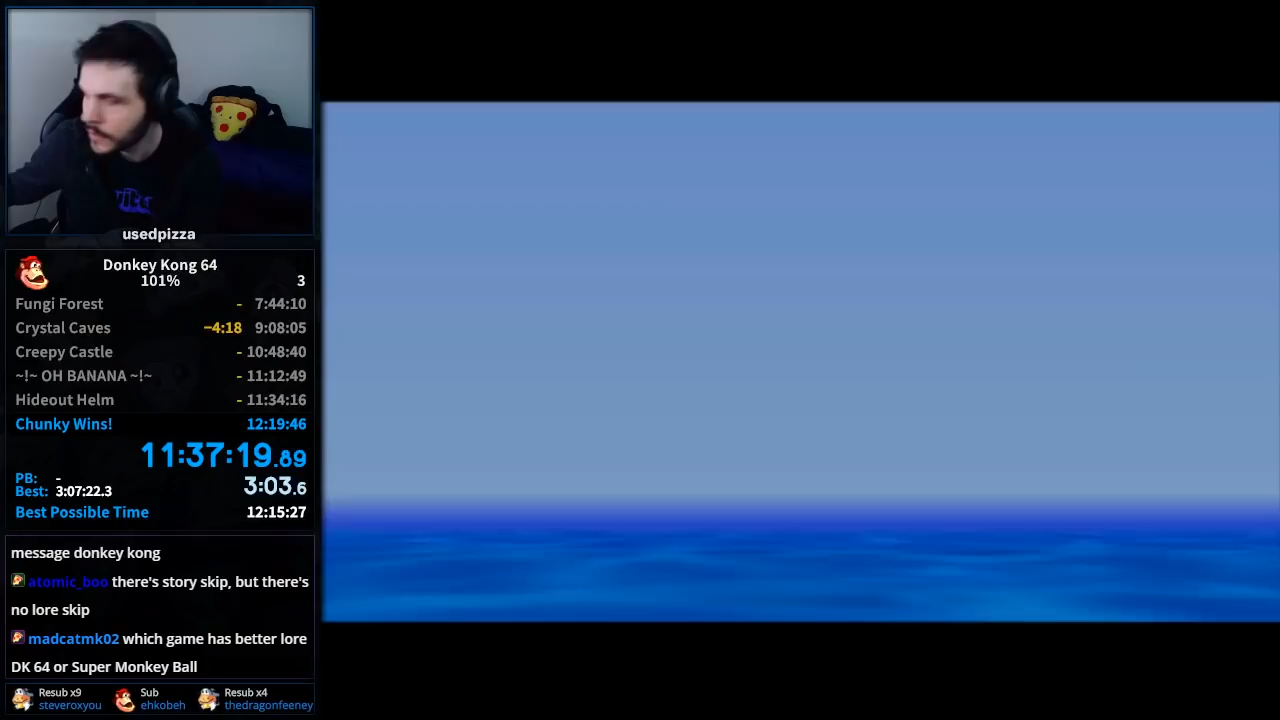 usedpizza
Donkey Kong 64
101% 3
Fungi Forest - 7:44:10
Crystal Caves −4:18 9:08:05
Creepy Castle - 10:48:40
~!~ OH BANANA ~!~ - 11:12:49
Hideout Helm - 11:34:16
Chunky Wins! 12:19:46
11:37:19.89
PB: -
Best: 3:07:22.3 3:03.6
Best Possible Time 12:15:27
message donkey kong
atomic_boo there's story skip, but there's
no lore skip
madcatmk02 which game has better lore
DK 64 or Super Monkey Ball
Resub x9 Sub Resub x4
steveroxyou ehkobeh thedragonfeeney